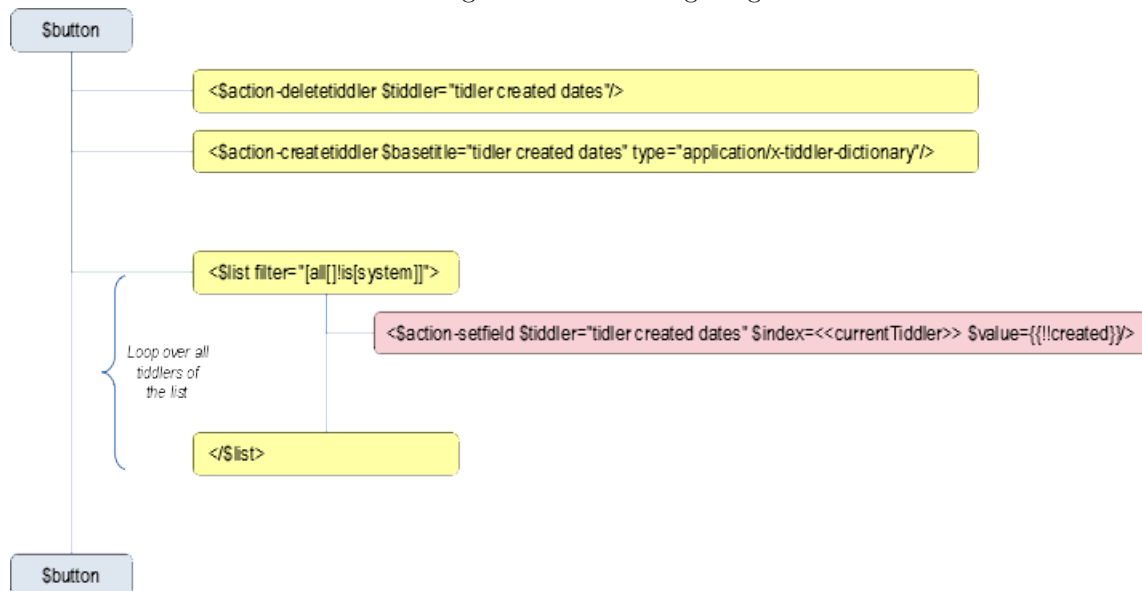 $button
<$action-deletetiddler $tiddler="tidler created dates"/>
<$action-createtiddler $basetitle="tidler created dates" type="application/x-tiddler-dictionary"/>
<$list filter="[all[]!is[system]]">
<$action-setfield $tiddler="tidler created dates" $index=<<currentTiddler>> $value={{!!created}}/>
Loop over all
tiddlers of
the list
</$list>
$button